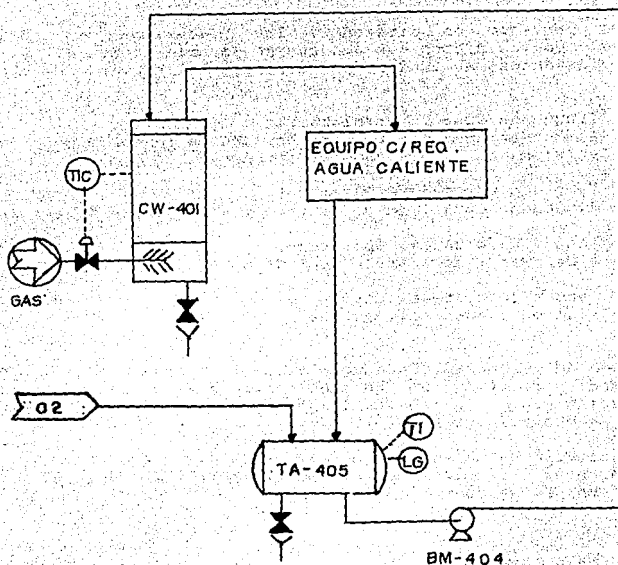 EQUIPO C/REQ.
AGUA CALIENTE
TIC
CW-401
GAS
02
TI
TA-405
LG
BM-404